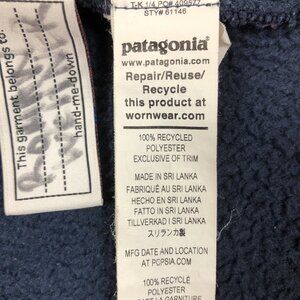 T-K 1/4 PO# 409577
STY# 61146
patagonia®
www.patagonia.com
Repair/Reuse/
Recycle
this product at
wornwear.com
100% RECYCLED
POLYESTER
EXCLUSIVE OF TRIM
MADE IN SRI LANKA
FABRIQUÉ AU SRI LANKA
HECHO EN SRI LANKA
FATTO IN SRI LANKA
TILLVERKAD I SRI LANKA
スリランカ製
MFG DATE AND LOCATION
AT PCPSIA.COM
100% RECYCLÉ
POLYESTER
This garment belongs to:
hand-me-down